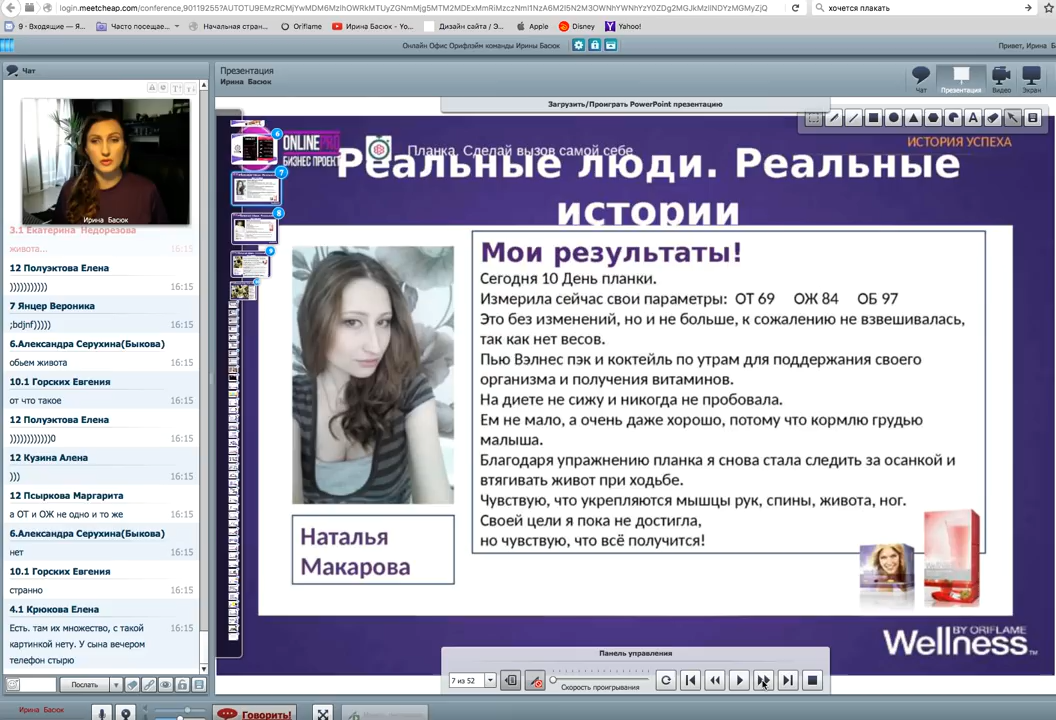 login.meetcheap.com/conference,90119255?AUTOTU9EMzRCMjYwMDM6MzIhOWRkMTUyZGNmMjg5MTM2MDExMmRiMzczNmI1NzA6M2I5N2M3OWNhYWNhYzY0ZDg2MGJkMzllNDYzMGMyZjQ
хочется плакать
9 - Входящие — Я...
Часто посещае...
Начальная стран...
Oriflame
Ирина Басюк - Yo...
Дизайн сайта / Э...
Apple
Disney
Yahoo!
Онлайн Офис Орифлэйм команды Ирины Басюк
Привет, Ирина Б
Чат
Ирина Басюк
3.1 Екатерина Недорезова
живота...
16:15
12 Полуэктова Елена
)))))))))))
16:15
7 Янцер Вероника
;bdjnf)))))
16:15
6.Александра Серухина(Быкова)
обьем живота
16:15
10.1 Горских Евгения
от что такое
16:15
12 Полуэктова Елена
))))))))))))0
16:15
12 Кузина Алена
)))
16:15
12 Псыркова Маргарита
а ОТ и ОЖ не одно и то же
16:15
6.Александра Серухина(Быкова)
нет
16:15
10.1 Горских Евгения
странно
16:15
4.1 Крюкова Елена
Есть. там их множество, с такой
16:15
картинкой нету. У сына вечером
телефон стырю
Послать
Ирина Басюк
Говорить!
Презентация
Ирина Басюк
Чат
Презентация
Видео
Экран
Загрузить/Проиграть PowerPoint презентацию
6
7
8
9
ONLINEPRO
БИЗНЕС ПРОЕКТ
Планка. Сделай вызов самой себе
ИСТОРИЯ УСПЕХА
Реальные люди. Реальные
истории
Мои результаты!
Сегодня 10 День планки.
Измерила сейчас свои параметры: ОТ 69 ОЖ 84 ОБ 97
Это без изменений, но и не больше, к сожалению не взвешивалась,
так как нет весов.
Пью Вэлнес пэк и коктейль по утрам для поддержания своего
организма и получения витаминов.
На диете не сижу и никогда не пробовала.
Ем не мало, а очень даже хорошо, потому что кормлю грудью
малыша.
Благодаря упражнению планка я снова стала следить за осанкой и
втягивать живот при ходьбе.
Чувствую, что укрепляются мышцы рук, спины, живота, ног.
Своей цели я пока не достигла,
но чувствую, что всё получится!
Наталья
Макарова
Wellness BY ORIFLAME ™
Панель управления
7 из 52
Скорость проигрывания